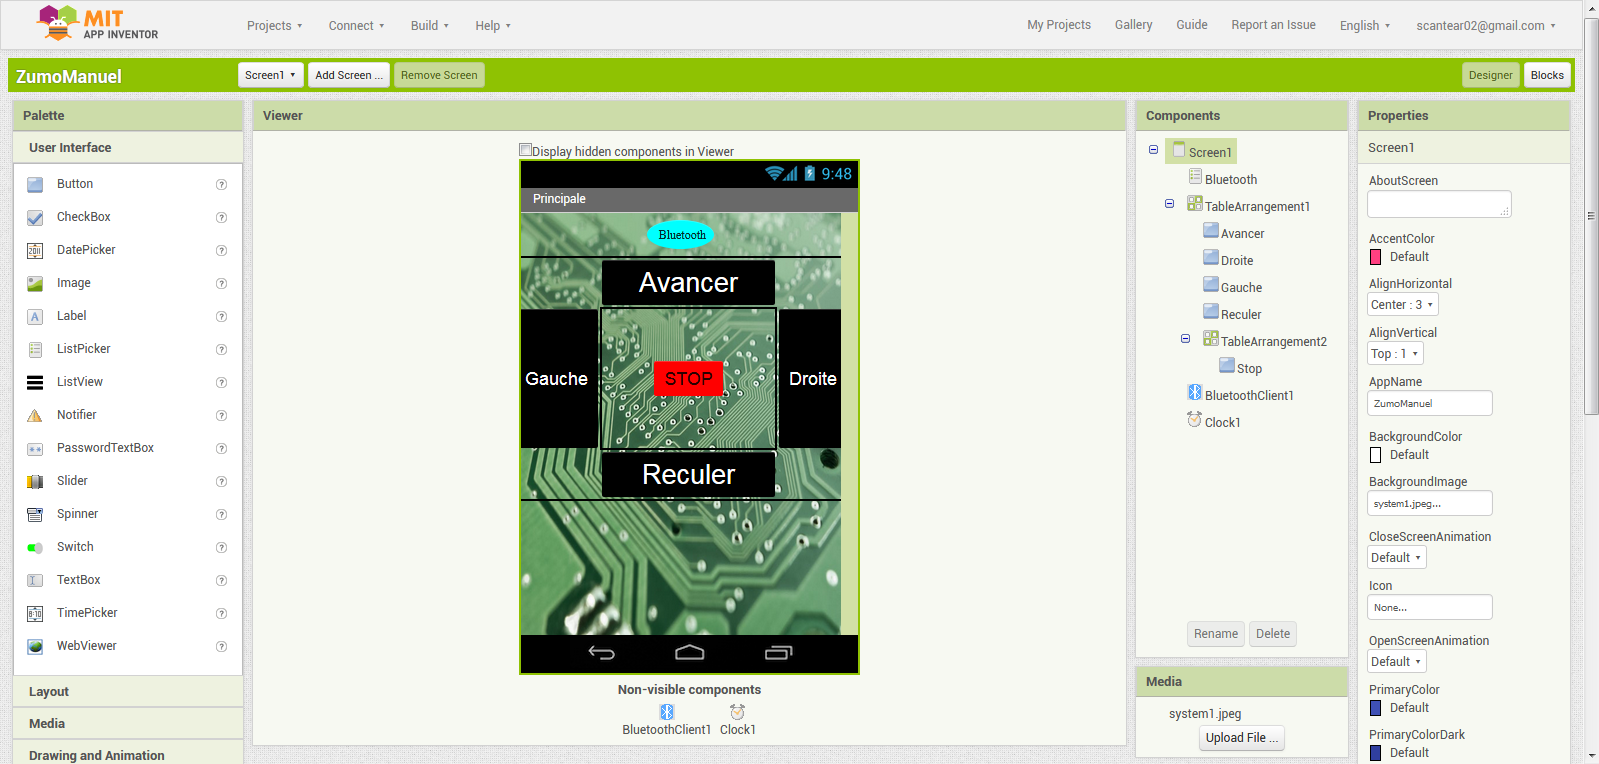 MIT
APP INVENTOR
Projects
Connect
Build
Help
My Projects
Gallery
Guide
Report an Issue
English
scantear02@gmail.com
ZumoManuel
Screen1
Add Screen ...
Remove Screen
Designer
Blocks
Palette
User Interface
Button
CheckBox
DatePicker
Image
Label
ListPicker
ListView
Notifier
PasswordTextBox
Slider
Spinner
Switch
TextBox
TimePicker
WebViewer
Layout
Media
Drawing and Animation
Viewer
Display hidden components in Viewer
9:48
Principale
Bluetooth
Avancer
Gauche
STOP
Droite
Reculer
Non-visible components
BluetoothClient1
Clock1
Components
Screen1
Bluetooth
TableArrangement1
Avancer
Droite
Gauche
Reculer
TableArrangement2
Stop
BluetoothClient1
Clock1
Rename
Delete
Media
system1.jpeg
Upload File ...
Properties
Screen1
AboutScreen
AccentColor
Default
AlignHorizontal
Center : 3
AlignVertical
Top : 1
AppName
ZumoManuel
BackgroundColor
Default
BackgroundImage
system1.jpeg...
CloseScreenAnimation
Default
Icon
None...
OpenScreenAnimation
Default
PrimaryColor
Default
PrimaryColorDark
Default